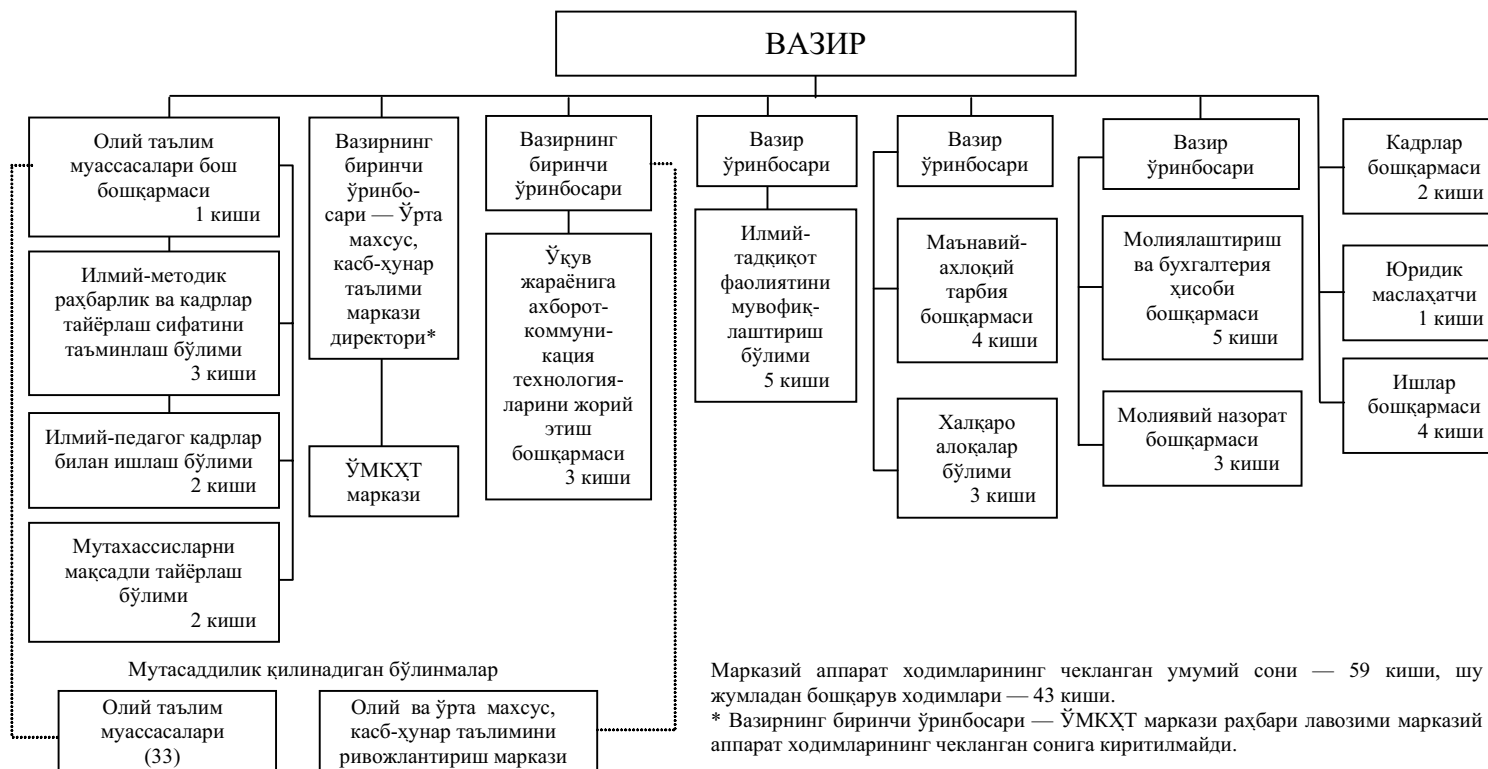 ВАЗИР
Олий таълим
муассасалари бош
бошқармаси
1 киши
Илмий-методик
раҳбарлик ва кадрлар
тайёрлаш сифатини
таъминлаш бўлими
3 киши
Илмий-педагог кадрлар
билан ишлаш бўлими
2 киши
Мутахассисларни
мақсадли тайёрлаш
бўлими
2 киши
Вазирнинг
биринчи
ўринбо-
сари — Ўрта
махсус,
касб-ҳунар
таълими
маркази
директори*
ЎМКҲТ
маркази
Вазирнинг
биринчи
ўринбосари
Ўқув
жараёнига
ахборот-
коммуни-
кация
технология-
ларини жорий
этиш
бошқармаси
3 киши
Вазир
ўринбосари
Илмий-
тадқиқот
фаолиятини
мувофиқ-
лаштириш
бўлими
5 киши
Вазир
ўринбосари
Маънавий-
ахлоқий
тарбия
бошқармаси
4 киши
Халқаро
алоқалар
бўлими
3 киши
Вазир
ўринбосари
Молиялаштириш
ва бухгалтерия
ҳисоби
бошқармаси
5 киши
Молиявий назорат
бошқармаси
3 киши
Кадрлар
бошқармаси
2 киши
Юридик
маслаҳатчи
1 киши
Ишлар
бошқармаси
4 киши
Мутасаддилик қилинадиган бўлинмалар
Олий таълим
муассасалари
(33)
Олий ва ўрта махсус,
касб-ҳунар таълимини
ривожлантириш маркази
Марказий аппарат ходимларининг чекланган умумий сони — 59 киши, шу
жумладан бошқарув ходимлари — 43 киши.
* Вазирнинг биринчи ўринбосари — ЎМКҲТ маркази раҳбари лавозими марказий
аппарат ходимларининг чекланган сонига киритилмайди.